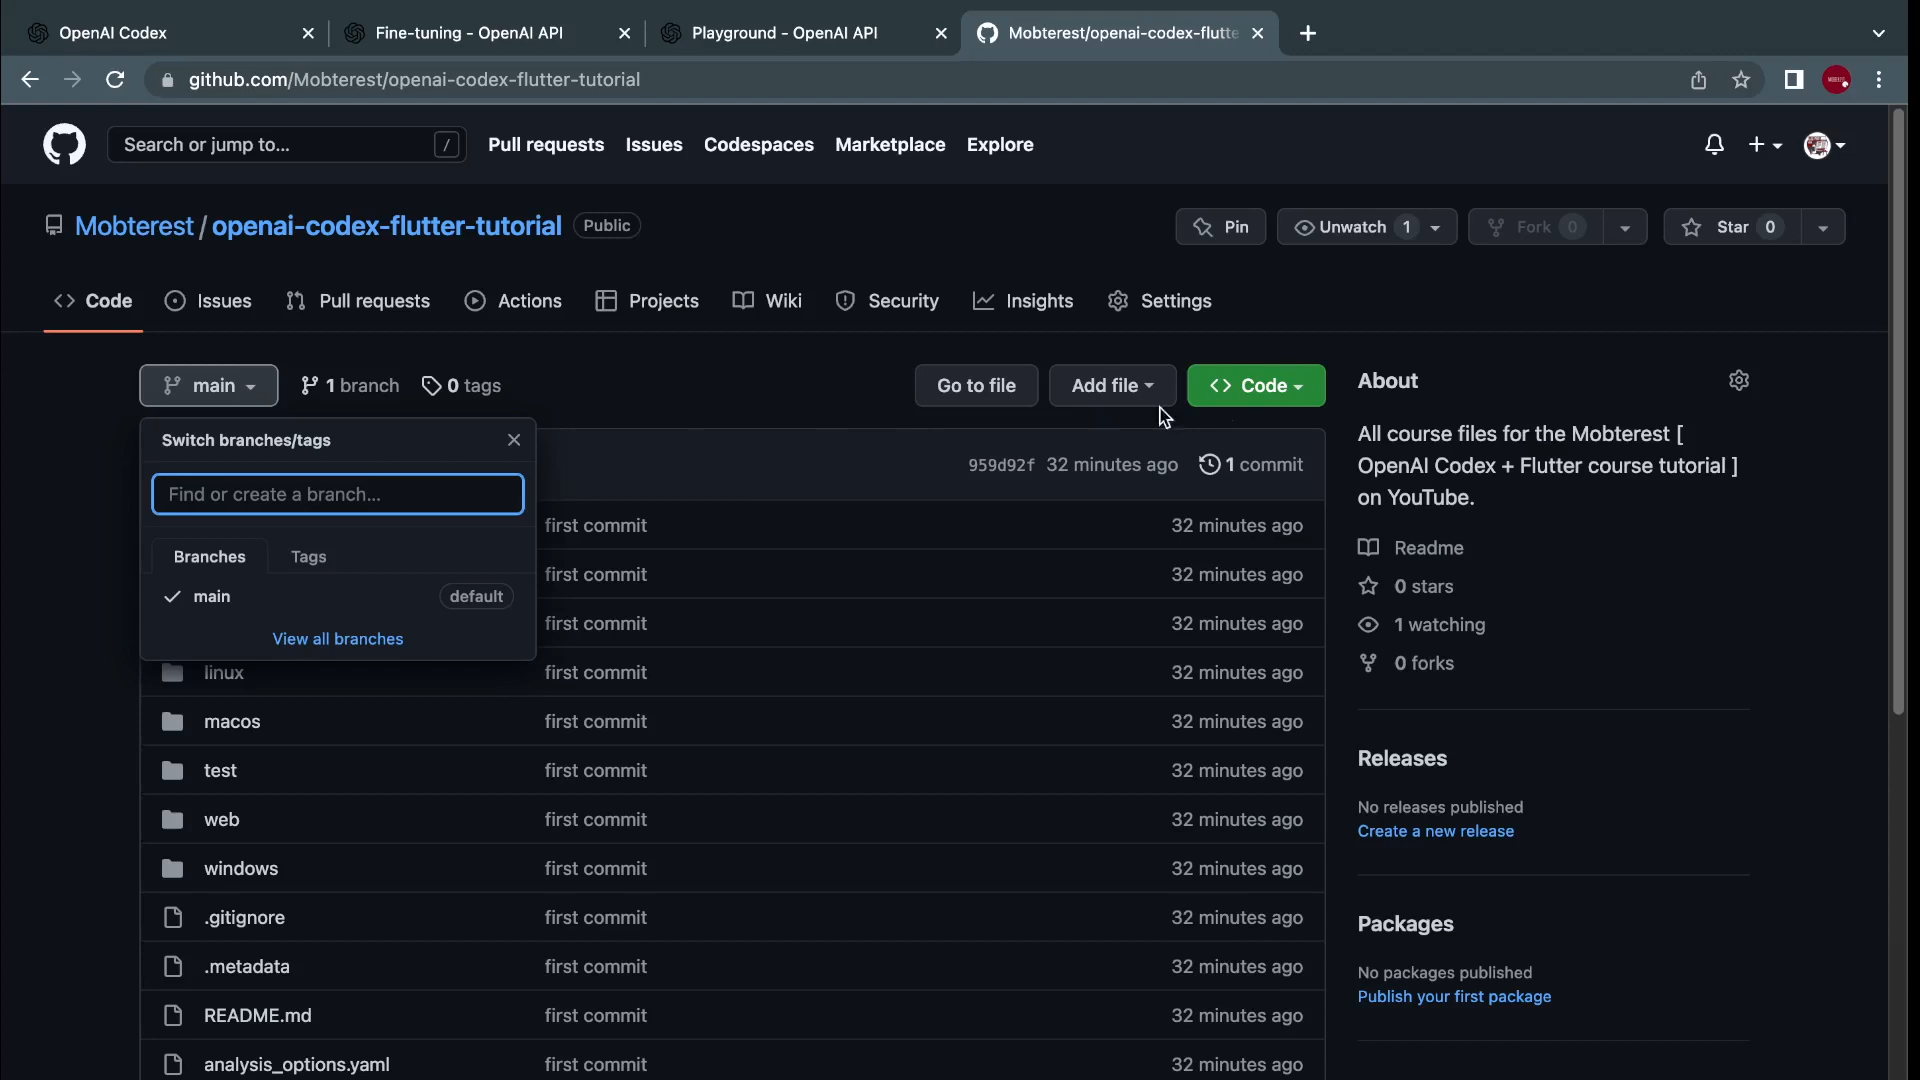 OpenAI Codex
Fine-tuning - OpenAI API
Playground - OpenAI API
Mobterest/openai-codex-flutte
github.com/Mobterest/openai-codex-flutter-tutorial
Search or jump to... /
Pull requests Issues Codespaces Marketplace Explore
Mobterest / openai-codex-flutter-tutorial Public
Pin
Unwatch 1
Fork 0
Star 0
Code Issues Pull requests Actions Projects Wiki Security Insights Settings
main 1 branch 0 tags
Go to file Add file Code
Switch branches/tags
Find or create a branch...
Branches Tags
main default
View all branches
959d92f 32 minutes ago 1 commit
first commit 32 minutes ago
first commit 32 minutes ago
first commit 32 minutes ago
linux first commit 32 minutes ago
macos first commit 32 minutes ago
test first commit 32 minutes ago
web first commit 32 minutes ago
windows first commit 32 minutes ago
.gitignore first commit 32 minutes ago
.metadata first commit 32 minutes ago
README.md first commit 32 minutes ago
analysis_options.yaml first commit 32 minutes ago
About
All course files for the Mobterest [
OpenAI Codex + Flutter course tutorial ]
on YouTube.
Readme
0 stars
1 watching
0 forks
Releases
No releases published
Create a new release
Packages
No packages published
Publish your first package